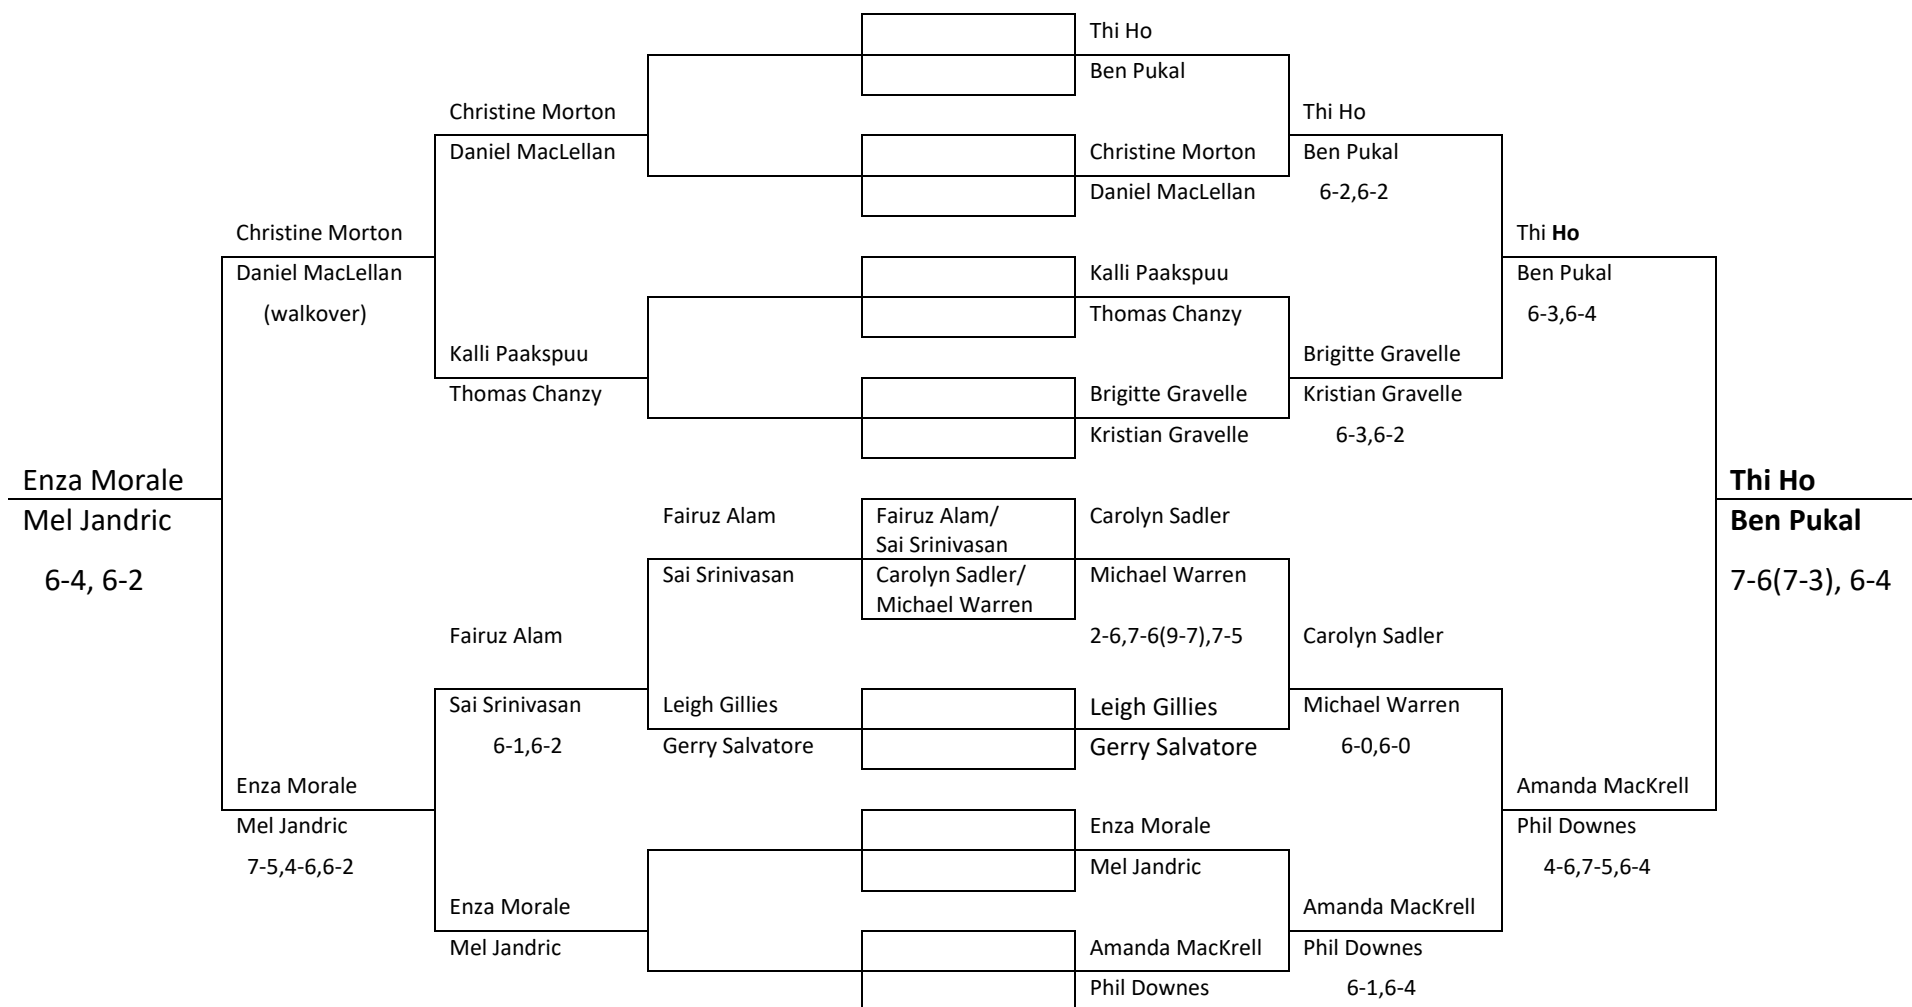 Thi Ho
Ben Pukal
Christine Morton
Thi Ho
Daniel MacLellan
Christine Morton
Ben Pukal
Daniel MacLellan
6-2,6-2
Christine Morton
Thi Ho
Daniel MacLellan
Kalli Paakspuu
Ben Pukal
(walkover)
Thomas Chanzy
6-3,6-4
Kalli Paakspuu
Brigitte Gravelle
Thomas Chanzy
Brigitte Gravelle
Kristian Gravelle
Kristian Gravelle
6-3,6-2
Enza Morale
Thi Ho
Mel Jandric
Fairuz Alam
Fairuz Alam/
Sai Srinivasan
Carolyn Sadler
Ben Pukal
6-4, 6-2
Sai Srinivasan
Carolyn Sadler/
Michael Warren
Michael Warren
7-6(7-3), 6-4
Fairuz Alam
2-6,7-6(9-7),7-5
Carolyn Sadler
Sai Srinivasan
Leigh Gillies
Leigh Gillies
Michael Warren
6-1,6-2
Gerry Salvatore
Gerry Salvatore
6-0,6-0
Enza Morale
Amanda MacKrell
Mel Jandric
Enza Morale
Phil Downes
7-5,4-6,6-2
Mel Jandric
4-6,7-5,6-4
Enza Morale
Amanda MacKrell
Mel Jandric
Amanda MacKrell
Phil Downes
Phil Downes
6-1,6-4